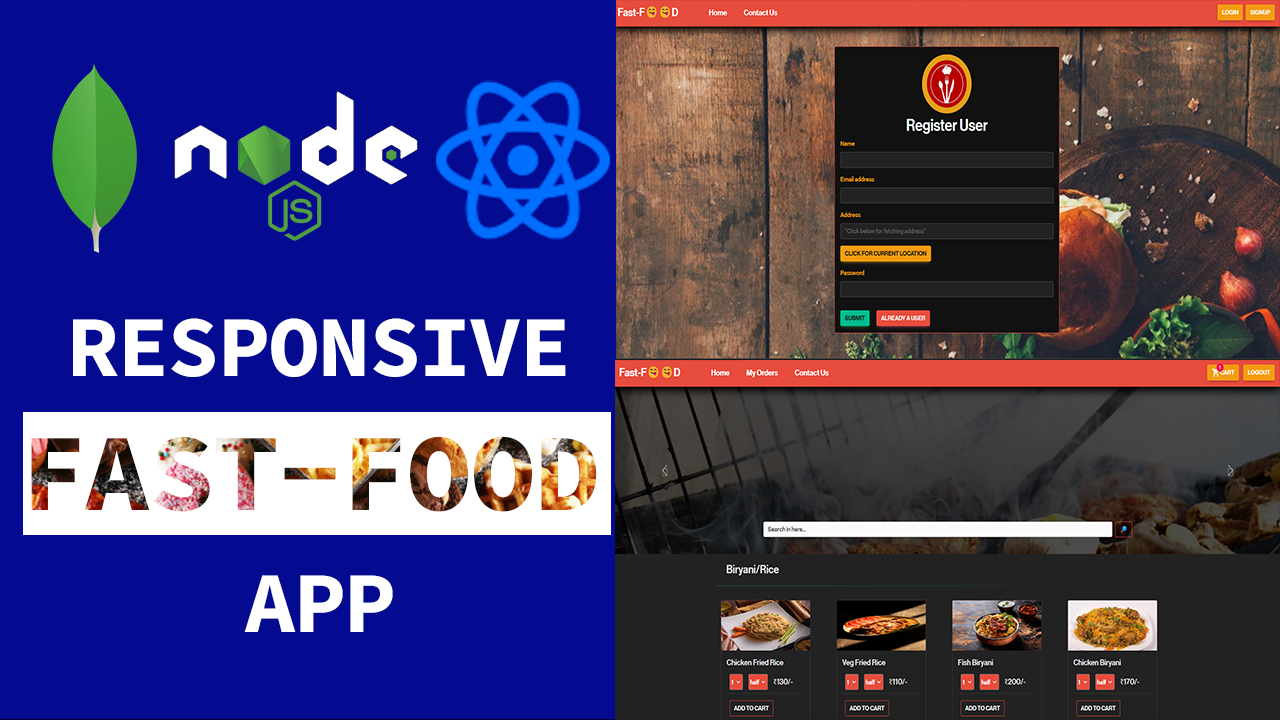 node
JS
RESPONSIVE
FAST-FOOD
APP
Fast-F😋😋D Home Contact Us LOGIN SIGNUP
Register User
Name
Email address
Address
"Click below for fetching address"
CLICK FOR CURRENT LOCATION
Password
SUBMIT ALREADY A USER
Fast-F😋😋D Home My Orders Contact Us CART LOGOUT
Search in here...
Biryani/Rice
Chicken Fried Rice Veg Fried Rice Fish Biryani Chicken Biryani
1 half ₹130/- 1 half ₹110/- 1 half ₹200/- 1 half ₹170/-
ADD TO CART ADD TO CART ADD TO CART ADD TO CART